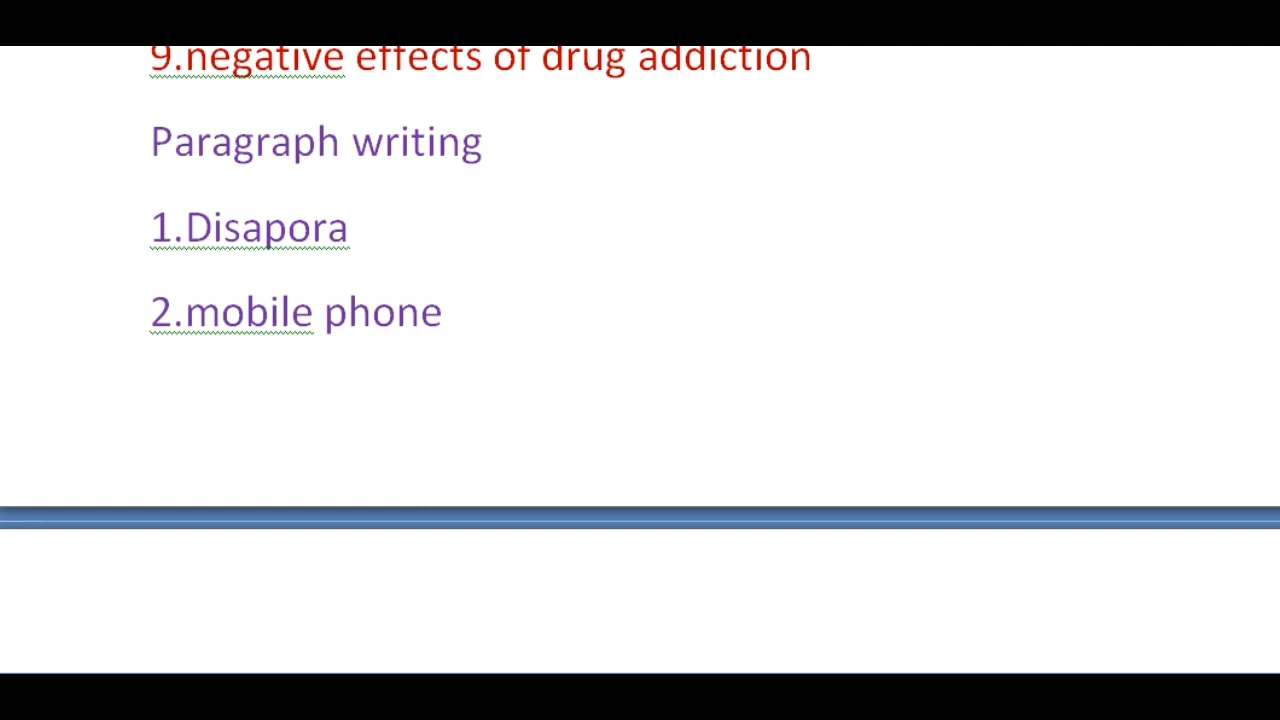 9.negative effects of drug addiction
Paragraph writing
1.Disapora
2.mobile phone